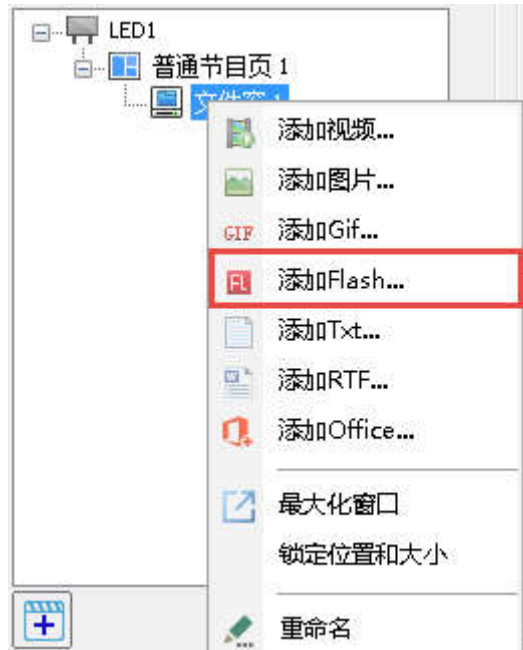 LED1
普通节目页 1
添加视频...
添加图片...
GIF 添加Gif...
FL 添加Flash...
添加Txt...
W 添加RTF...
添加Office...
最大化窗口
锁定位置和大小
重命名